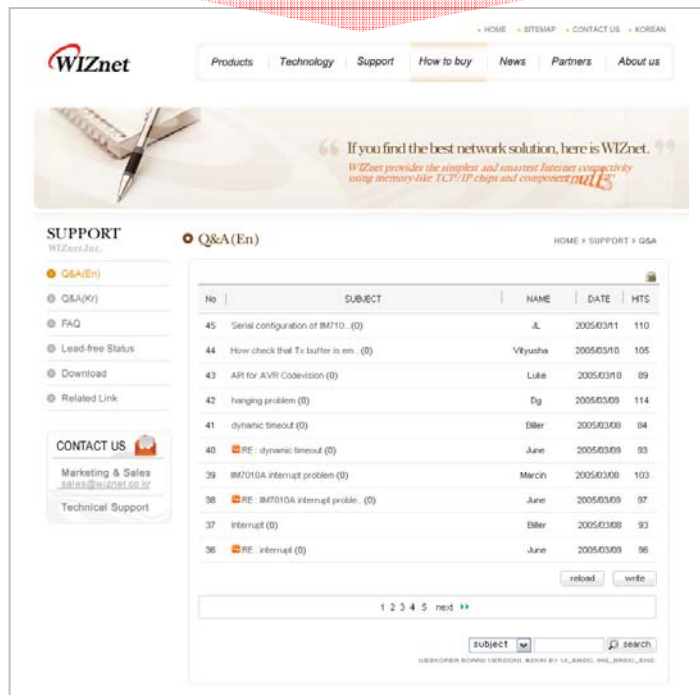 HOME SITEMAP CONTACT US KOREAN
WIZnet
Products Technology Support How to buy News Partners About us
“ If you find the best network solution, here is WIZnet. ”
WIZnet provides the simplest and smartest Internet connectivity
using memory-like TCP/IP chips and component
SUPPORT
WIZnet.Inc.
Q&A(En)
HOME > SUPPORT > Q&A
Q&A(En)
Q&A(Kr)
FAQ
Lead-free Status
Download
Related Link
CONTACT US
Marketing & Sales
sales@wiznet.co.kr
Technical Support
No SUBJECT NAME DATE HITS
45 Serial configuration of IIM710.. (0) JL 2005/03/11 110
44 How check that Tx buffer is em.. (0) Vityusha 2005/03/10 105
43 API for AVR Codevision (0) Luke 2005/03/10 89
42 hanging problem (0) Dg 2005/03/09 114
41 dynamic timeout (0) Biller 2005/03/08 84
40 RE : dynamic timeout (0) June 2005/03/09 93
39 IIM7010A interrupt problem (0) Marcin 2005/03/08 103
38 RE : IIM7010A interrupt proble.. (0) June 2005/03/09 97
37 Interrupt (0) Biller 2005/03/08 93
36 RE : interrupt (0) June 2005/03/09 96
reload write
1 2 3 4 5 next
subject search